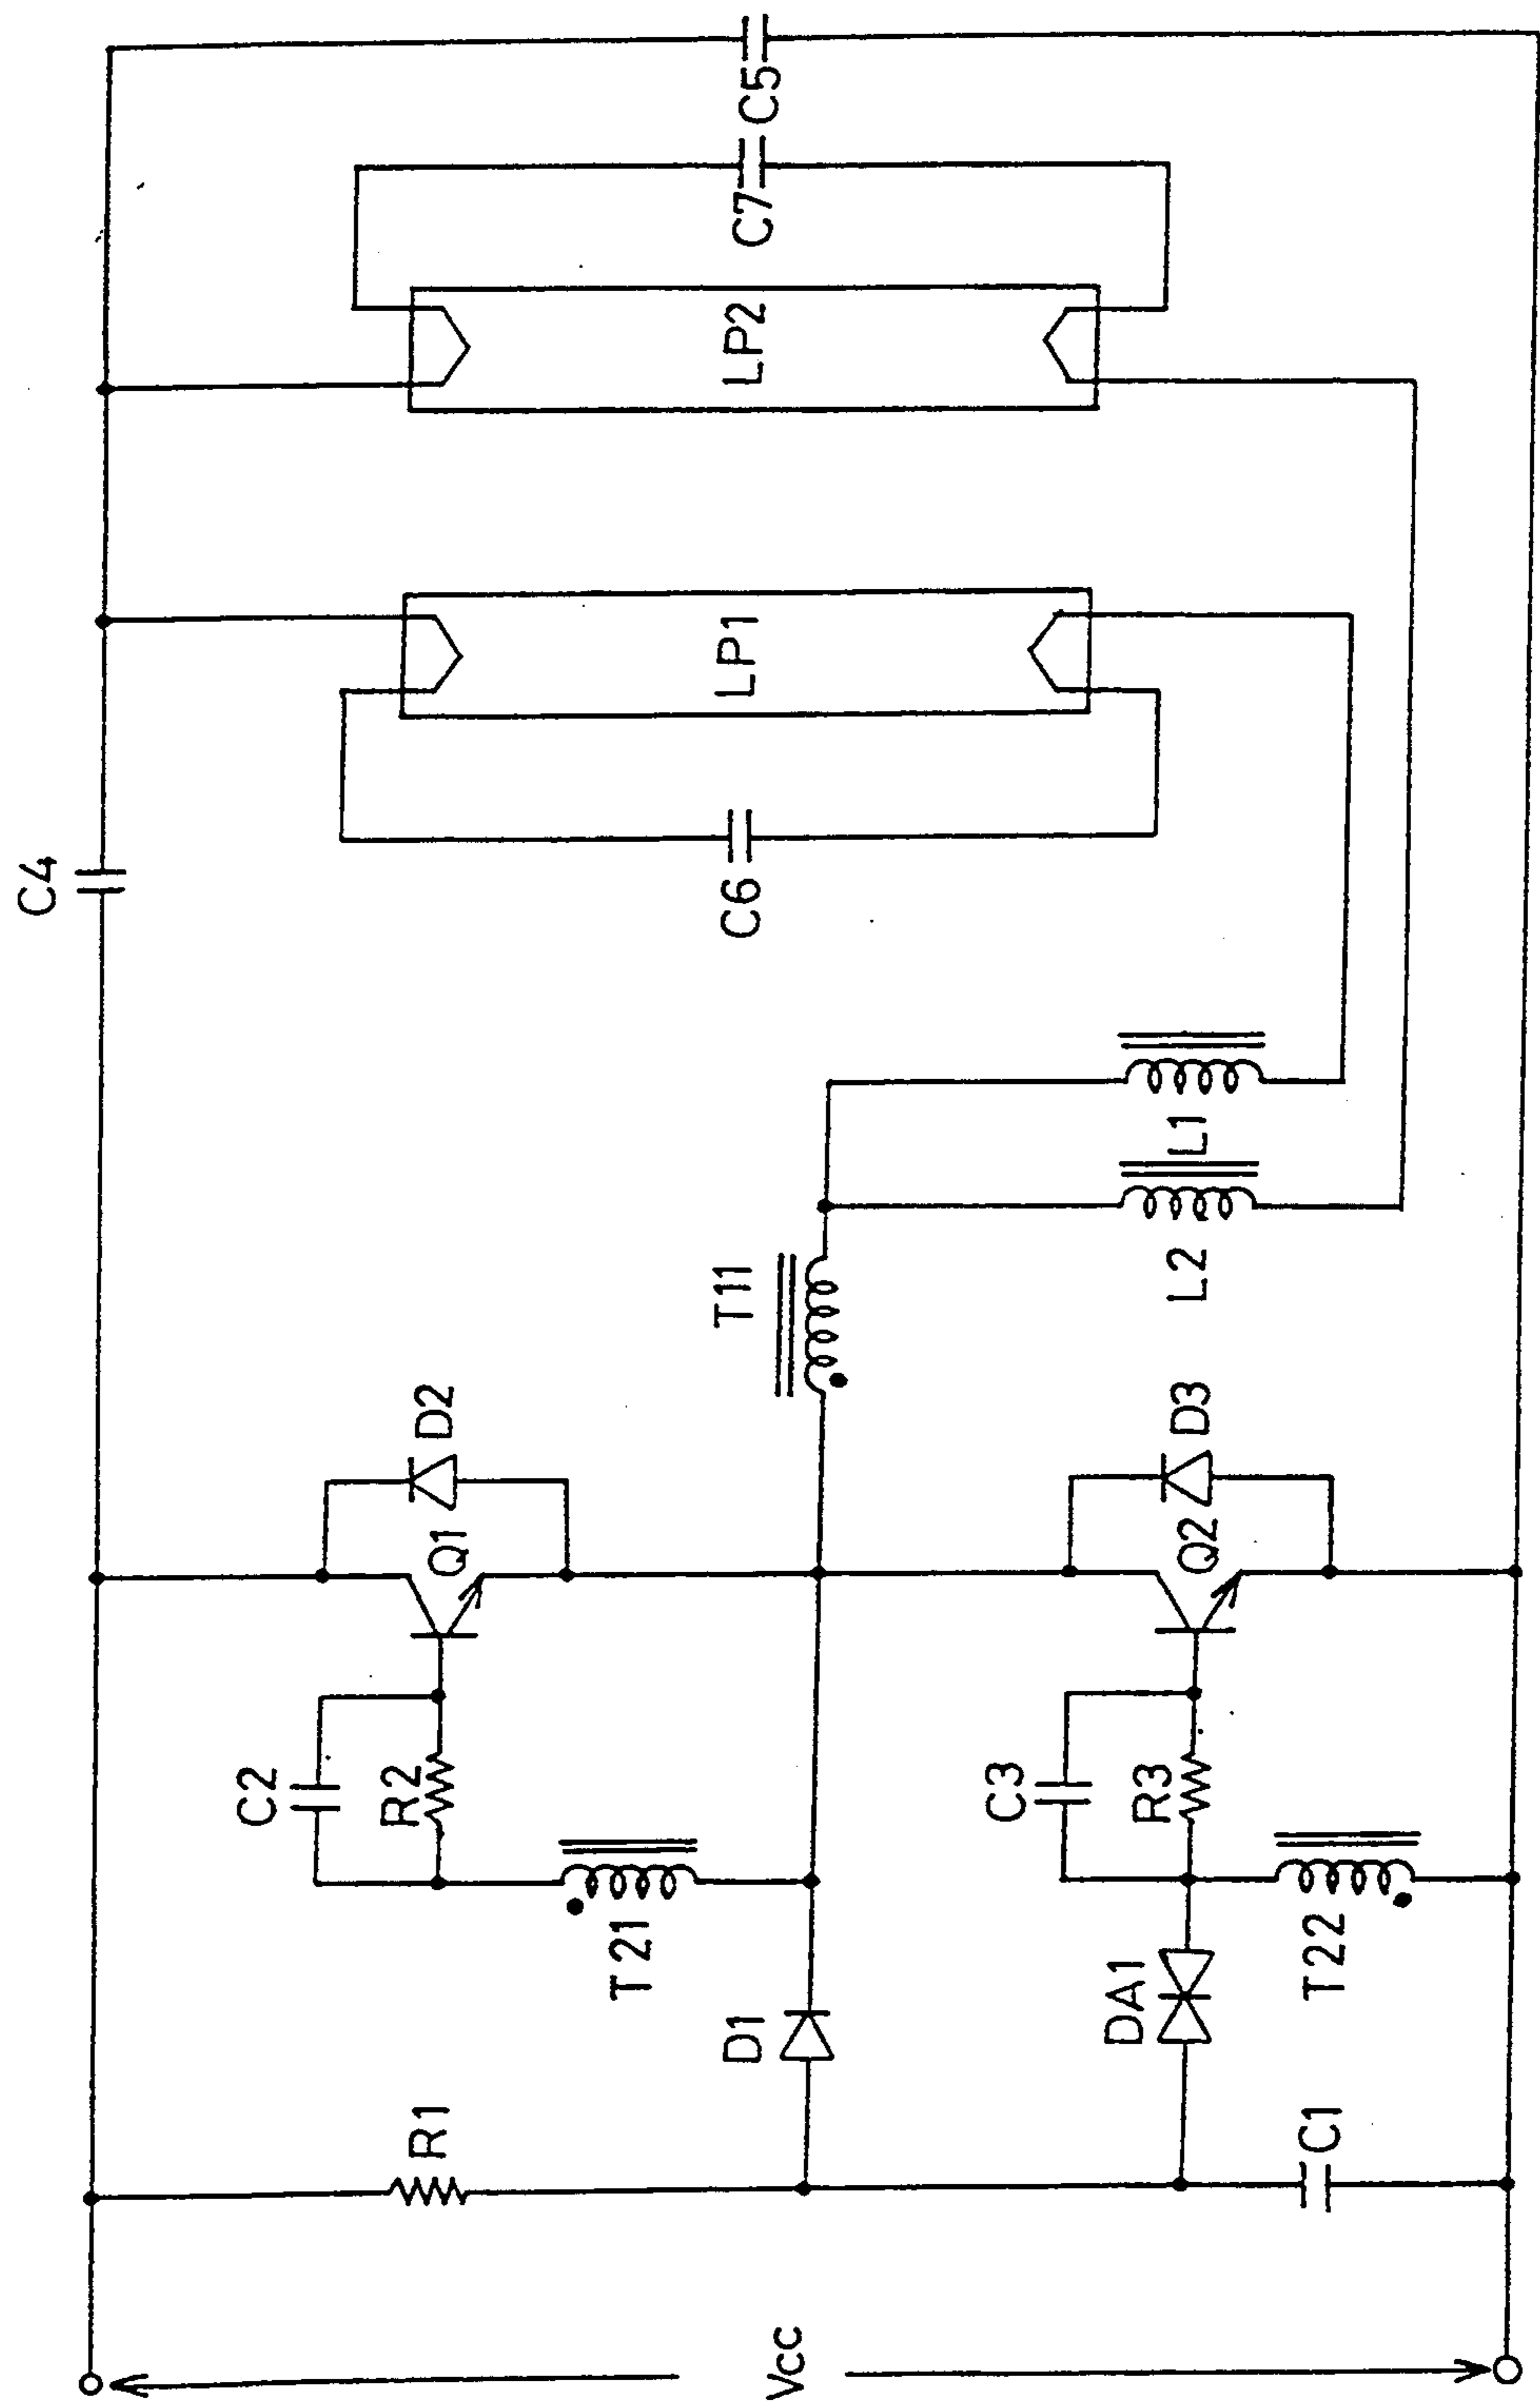 C4
C5
C7
LP2
LP1
C6
L1
L2
T11
D2
Q1
D3
Q2
C2
R2
C3
R3
T21
T22
D1
DA1
R1
C1
Vcc